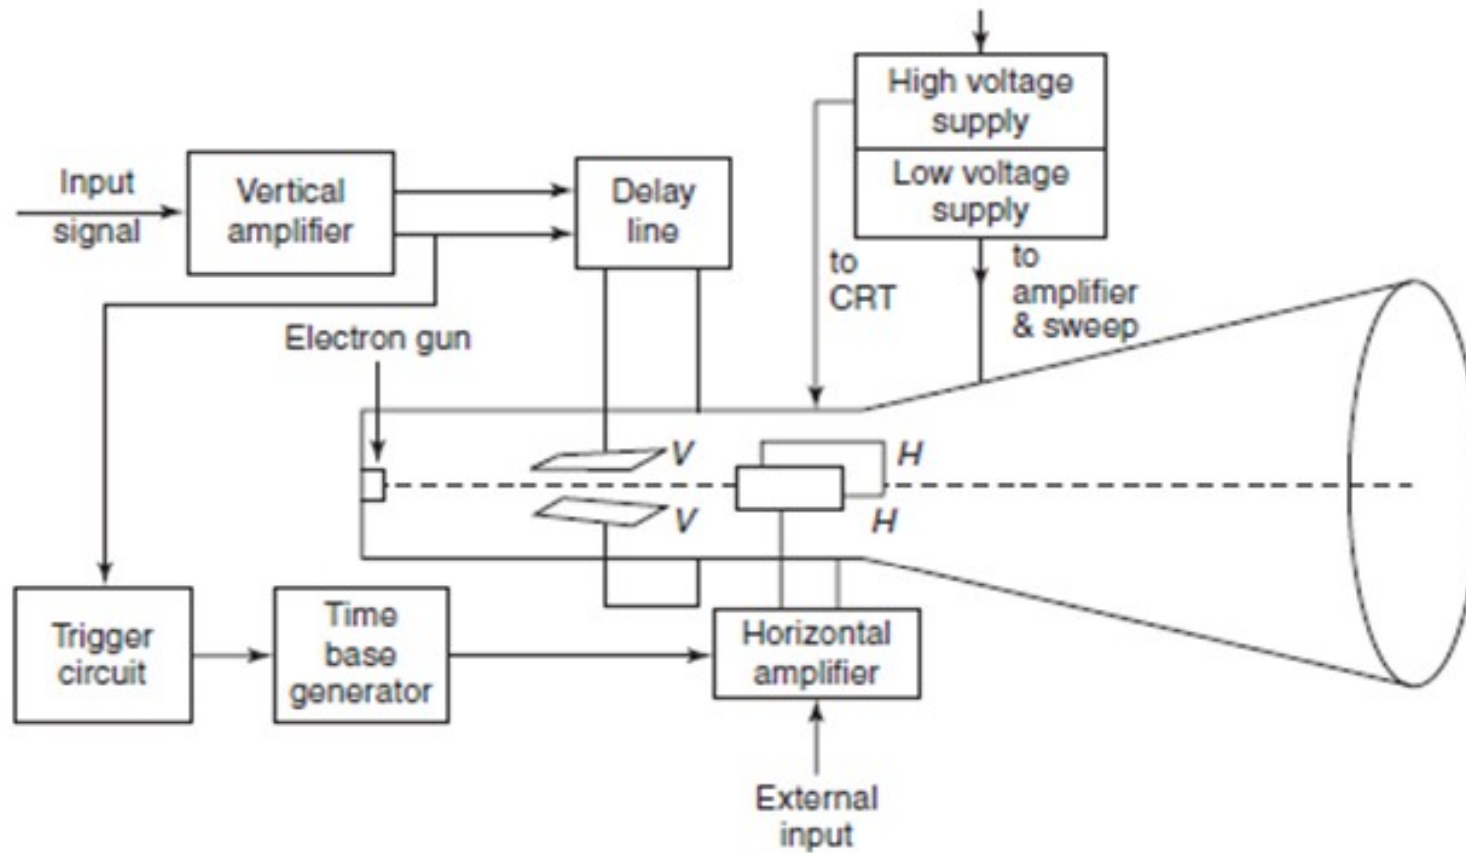 High voltage
supply
Low voltage
supply
Input
signal
Vertical
amplifier
Delay
line
to
CRT
to
amplifier
& sweep
Electron gun
V
V
H
H
Trigger
circuit
Time
base
generator
Horizontal
amplifier
External
input